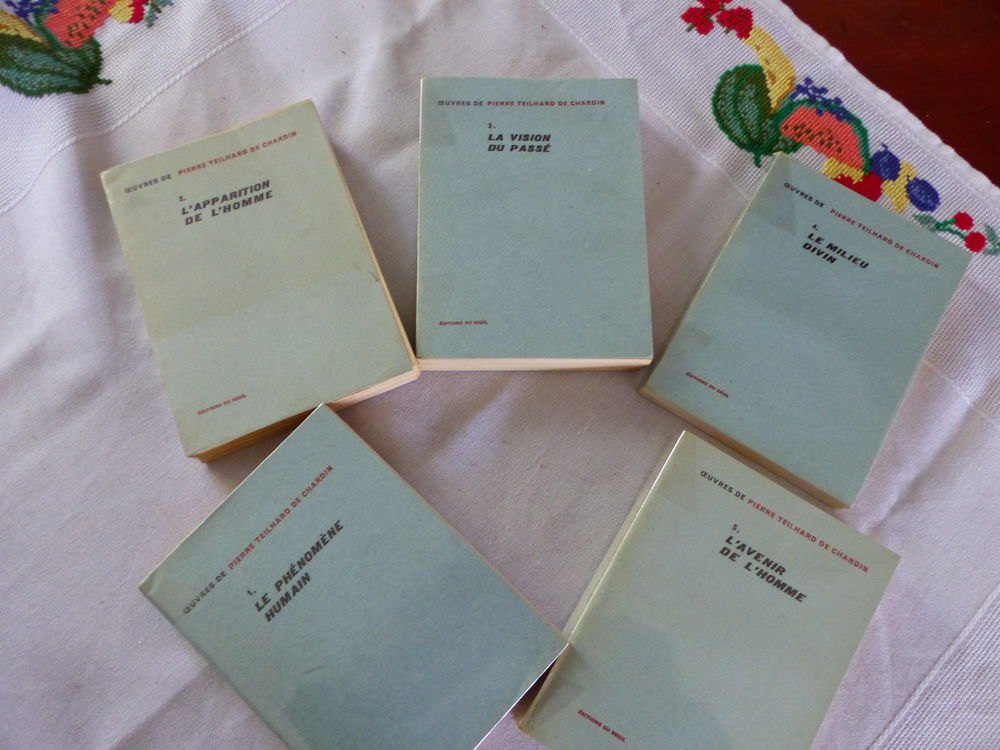 ŒUVRES DE PIERRE TEILHARD DE CHARDIN
2.
L'APPARITION
DE L'HOMME
ÉDITIONS DU SEUIL
ŒUVRES DE PIERRE TEILHARD DE CHARDIN
3.
LA VISION
DU PASSÉ
ÉDITIONS DU SEUIL
ŒUVRES DE PIERRE TEILHARD DE CHARDIN
4.
LE MILIEU
DIVIN
ÉDITIONS DU SEUIL
ŒUVRES DE PIERRE TEILHARD DE CHARDIN
1.
LE PHÉNOMÈNE
HUMAIN
ŒUVRES DE PIERRE TEILHARD DE CHARDIN
5.
L'AVENIR
DE L'HOMME
ÉDITIONS DU SEUIL